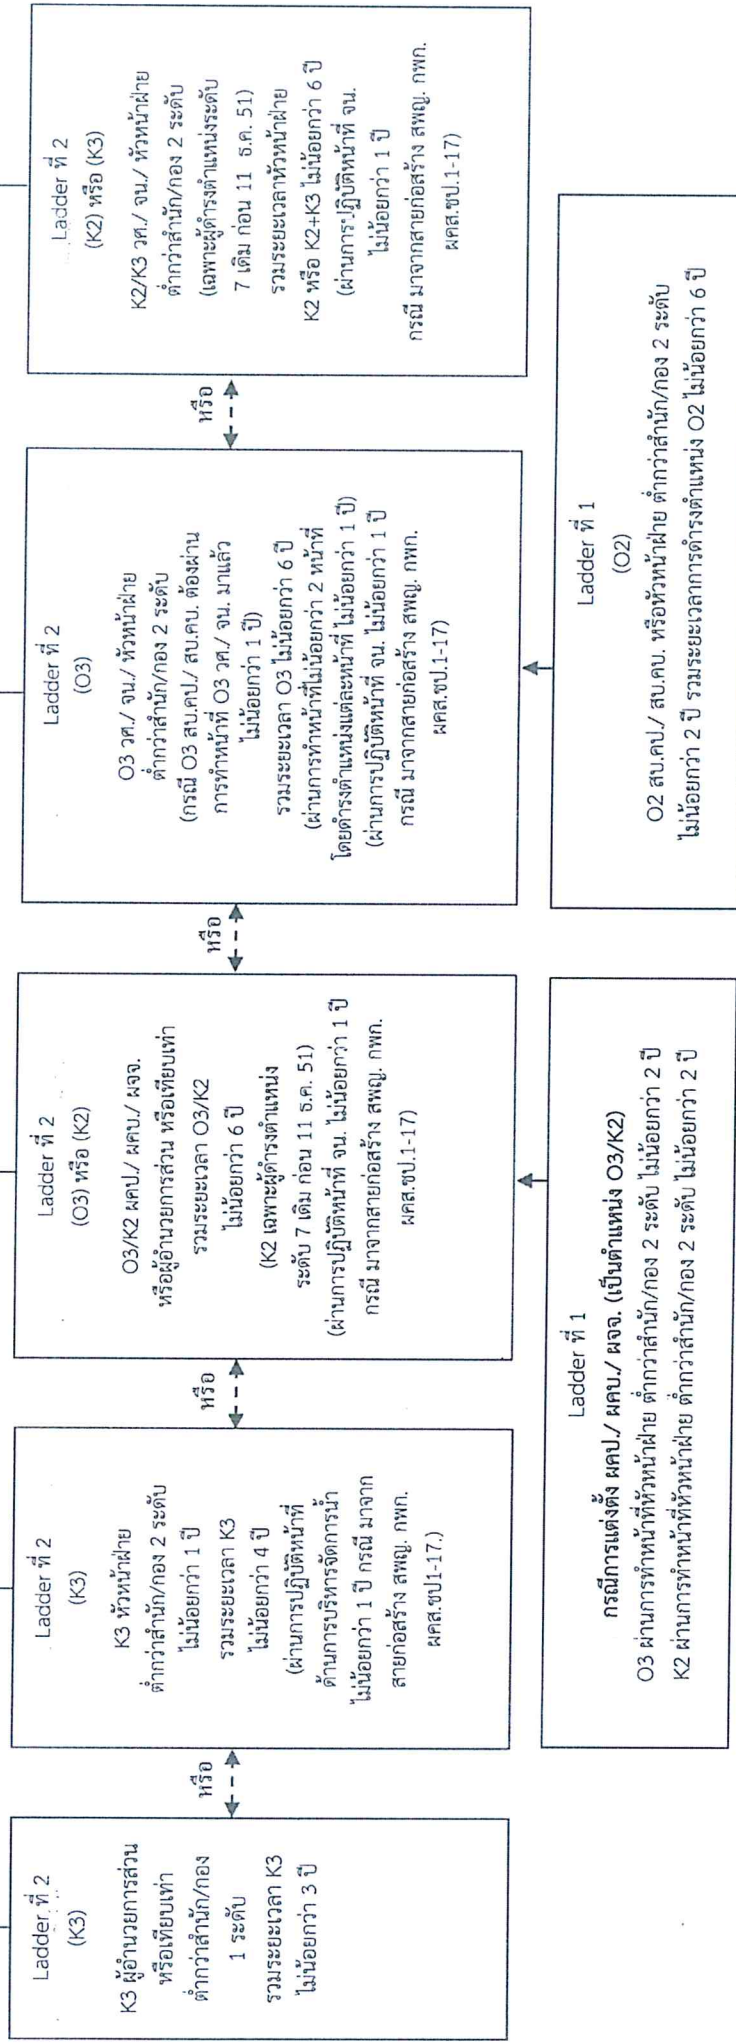 Ladder ที่ 2
(K3)
K3 ผู้อำนวยการส่วน
หรือเทียบเท่า
ต่ำกว่าสำนัก/กอง
1 ระดับ
รวมระยะเวลา K3
ไม่น้อยกว่า 3 ปี
หรือ
Ladder ที่ 2
(K3)
K3 หัวหน้าฝ่าย
ต่ำกว่าสำนัก/กอง 2 ระดับ
ไม่น้อยกว่า 1 ปี
รวมระยะเวลา K3
ไม่น้อยกว่า 4 ปี
(ผ่านการปฏิบัติหน้าที่
ด้านการบริหารจัดการน้ำ
ไม่น้อยกว่า 1 ปี กรณี มาจาก
สายก่อสร้าง สพญ. กพก.
ผคส.ชป1-17.)
หรือ
Ladder ที่ 2
(O3) หรือ (K2)
O3/K2 ผคป./ ผคบ./ ผจจ.
หรือผู้อำนวยการส่วน หรือเทียบเท่า
รวมระยะเวลา O3/K2
ไม่น้อยกว่า 6 ปี
(K2 เฉพาะผู้ดำรงตำแหน่ง
ระดับ 7 เดิม ก่อน 11 ธ.ค. 51)
(ผ่านการปฏิบัติหน้าที่ จน. ไม่น้อยกว่า 1 ปี
กรณี มาจากสายก่อสร้าง สพญ. กพก.
ผคส.ชป.1-17)
หรือ
Ladder ที่ 2
(O3)
O3 วศ./ จน./ หัวหน้าฝ่าย
ต่ำกว่าสำนัก/กอง 2 ระดับ
(กรณี O3 สบ.คป./ สบ.คบ. ต้องผ่าน
การทำหน้าที่ O3 วศ./ จน. มาแล้ว
ไม่น้อยกว่า 1 ปี)
รวมระยะเวลา O3 ไม่น้อยกว่า 6 ปี
(ผ่านการทำหน้าที่ไม่น้อยกว่า 2 หน้าที่
โดยดำรงตำแหน่งแต่ละหน้าที่ ไม่น้อยกว่า 1 ปี)
(ผ่านการปฏิบัติหน้าที่ จน. ไม่น้อยกว่า 1 ปี
กรณี มาจากสายก่อสร้าง สพญ. กพก.
ผคส.ชป.1-17)
หรือ
Ladder ที่ 2
(K2) หรือ (K3)
K2/K3 วศ./ จน./ หัวหน้าฝ่าย
ต่ำกว่าสำนัก/กอง 2 ระดับ
(เฉพาะผู้ดำรงตำแหน่งระดับ
7 เดิม ก่อน 11 ธ.ค. 51)
รวมระยะเวลาหัวหน้าฝ่าย
K2 หรือ K2+K3 ไม่น้อยกว่า 6 ปี
(ผ่านการปฏิบัติหน้าที่ จน.
ไม่น้อยกว่า 1 ปี
กรณี มาจากสายก่อสร้าง สพญ. กพก.
ผคส.ชป.1-17)
Ladder ที่ 1
กรณีการแต่งตั้ง ผคป./ ผคบ./ ผจจ. (เป็นตำแหน่ง O3/K2)
O3 ผ่านการทำหน้าที่หัวหน้าฝ่าย ต่ำกว่าสำนัก/กอง 2 ระดับ ไม่น้อยกว่า 2 ปี
K2 ผ่านการทำหน้าที่หัวหน้าฝ่าย ต่ำกว่าสำนัก/กอง 2 ระดับ ไม่น้อยกว่า 2 ปี
Ladder ที่ 1
(O2)
O2 สบ.คป./ สบ.คบ. หรือหัวหน้าฝ่าย ต่ำกว่าสำนัก/กอง 2 ระดับ
ไม่น้อยกว่า 2 ปี รวมระยะเวลาการดำรงตำแหน่ง O2 ไม่น้อยกว่า 6 ปี